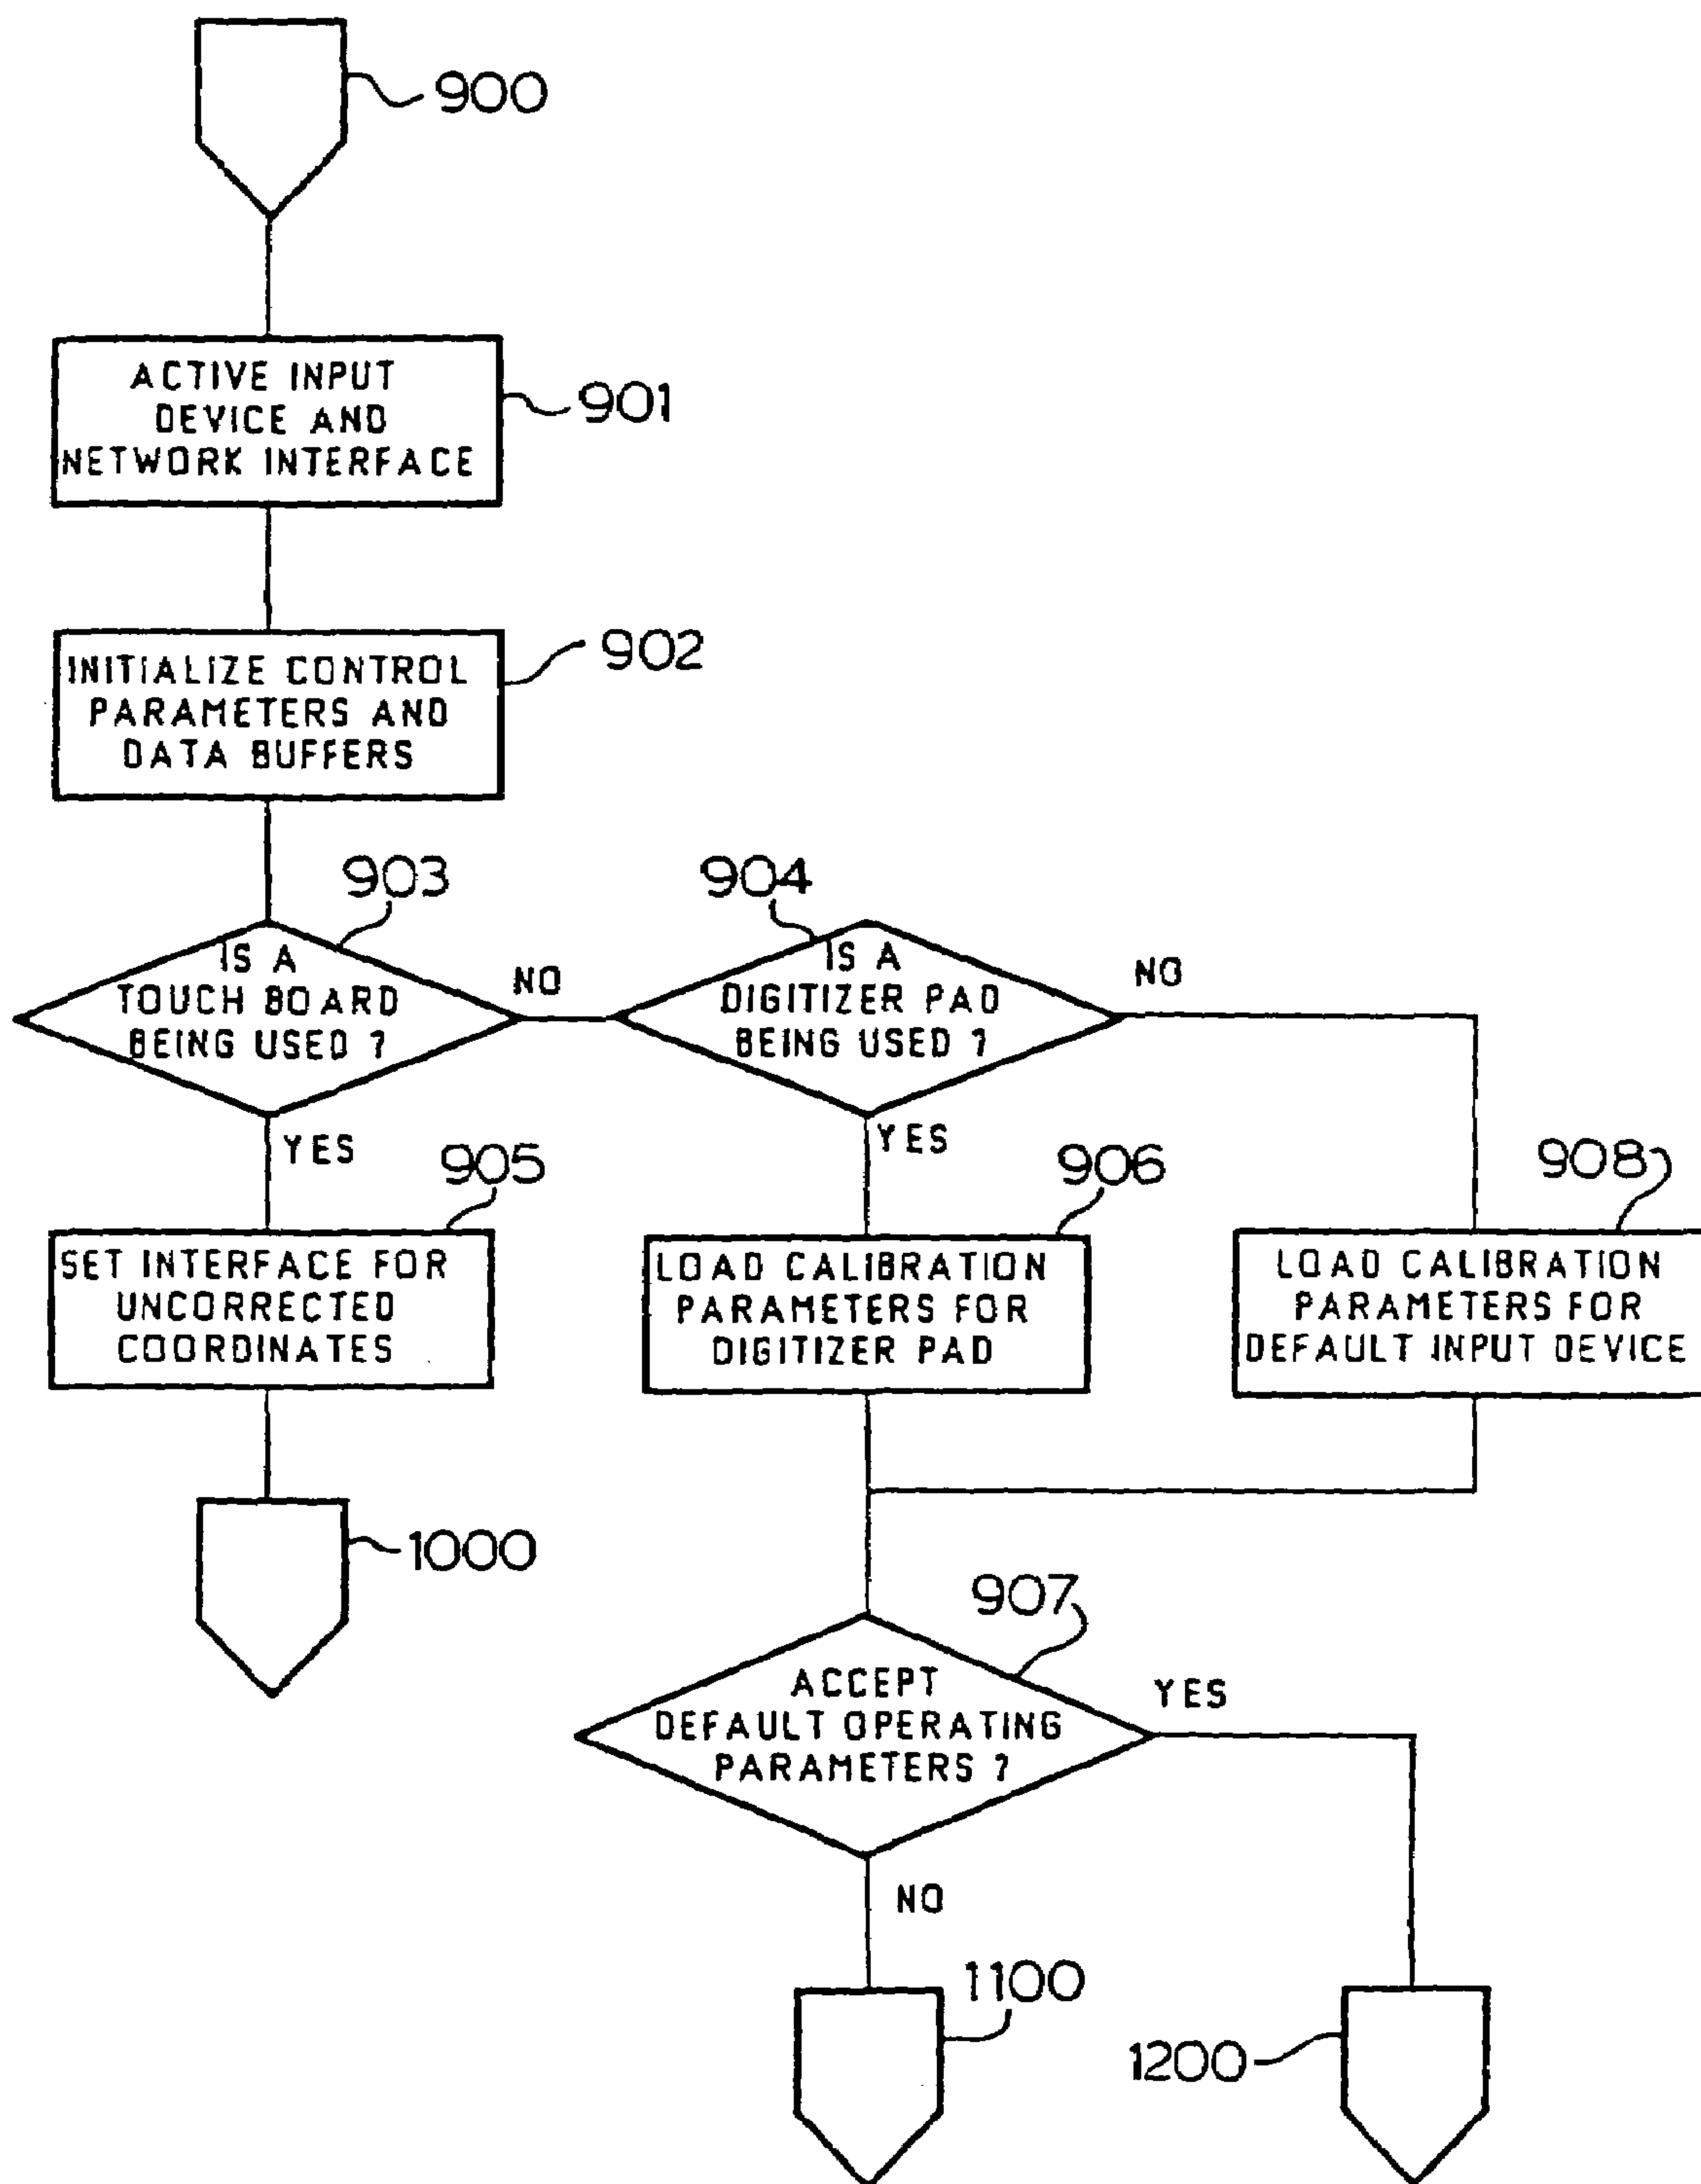 900
ACTIVE INPUT
DEVICE AND
NETWORK INTERFACE
901
INITIALIZE CONTROL
PARAMETERS AND
DATA BUFFERS
902
903
IS A
TOUCH BOARD
BEING USED ?
NO
904
IS A
DIGITIZER PAD
BEING USED ?
NO
YES
YES
905
SET INTERFACE FOR
UNCORRECTED
COORDINATES
906
LOAD CALIBRATION
PARAMETERS FOR
DIGITIZER PAD
908
LOAD CALIBRATION
PARAMETERS FOR
DEFAULT INPUT DEVICE
1000
907
ACCEPT
DEFAULT OPERATING
PARAMETERS ?
YES
NO
1100
1200